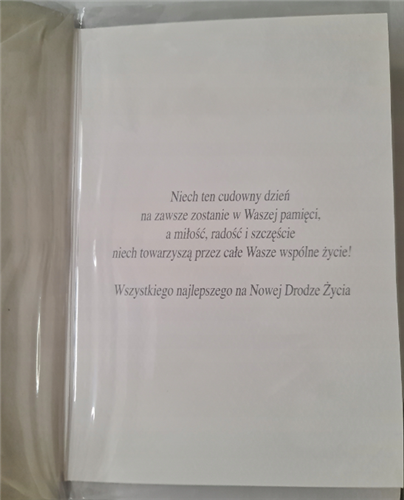 Niech ten cudowny dzień
na zawsze zostanie w Waszej pamięci,
a miłość, radość i szczęście
niech towarzyszą przez całe Wasze wspólne życie!
Wszystkiego najlepszego na Nowej Drodze Życia